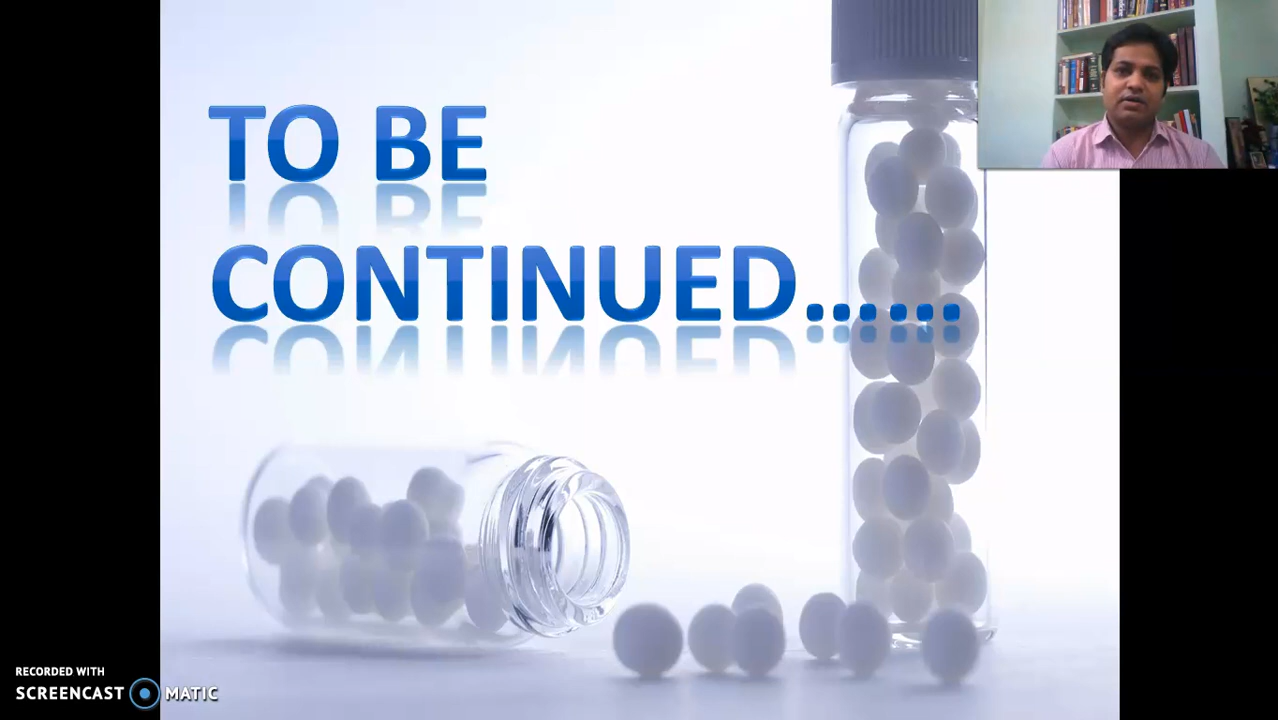 TO BE
CONTINUED......
RECORDED WITH
SCREENCAST MATIC